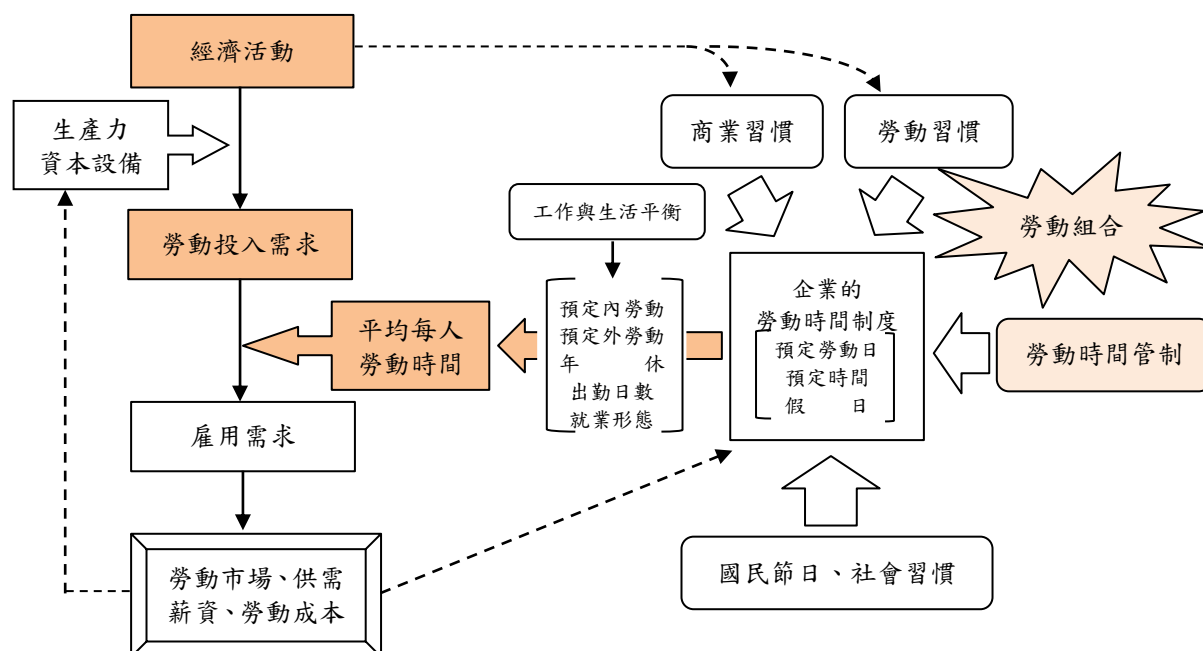 經濟活動
生產力
資本設備
商業習慣
勞動習慣
工作與生活平衡
勞動組合
勞動投入需求
企業的
勞動時間制度
預定勞動日
預定時間
假　　日
預定內勞動
預定外勞動
年　　休
出勤日數
就業形態
平均每人
勞動時間
勞動時間管制
雇用需求
國民節日、社會習慣
勞動市場、供需
薪資、勞動成本